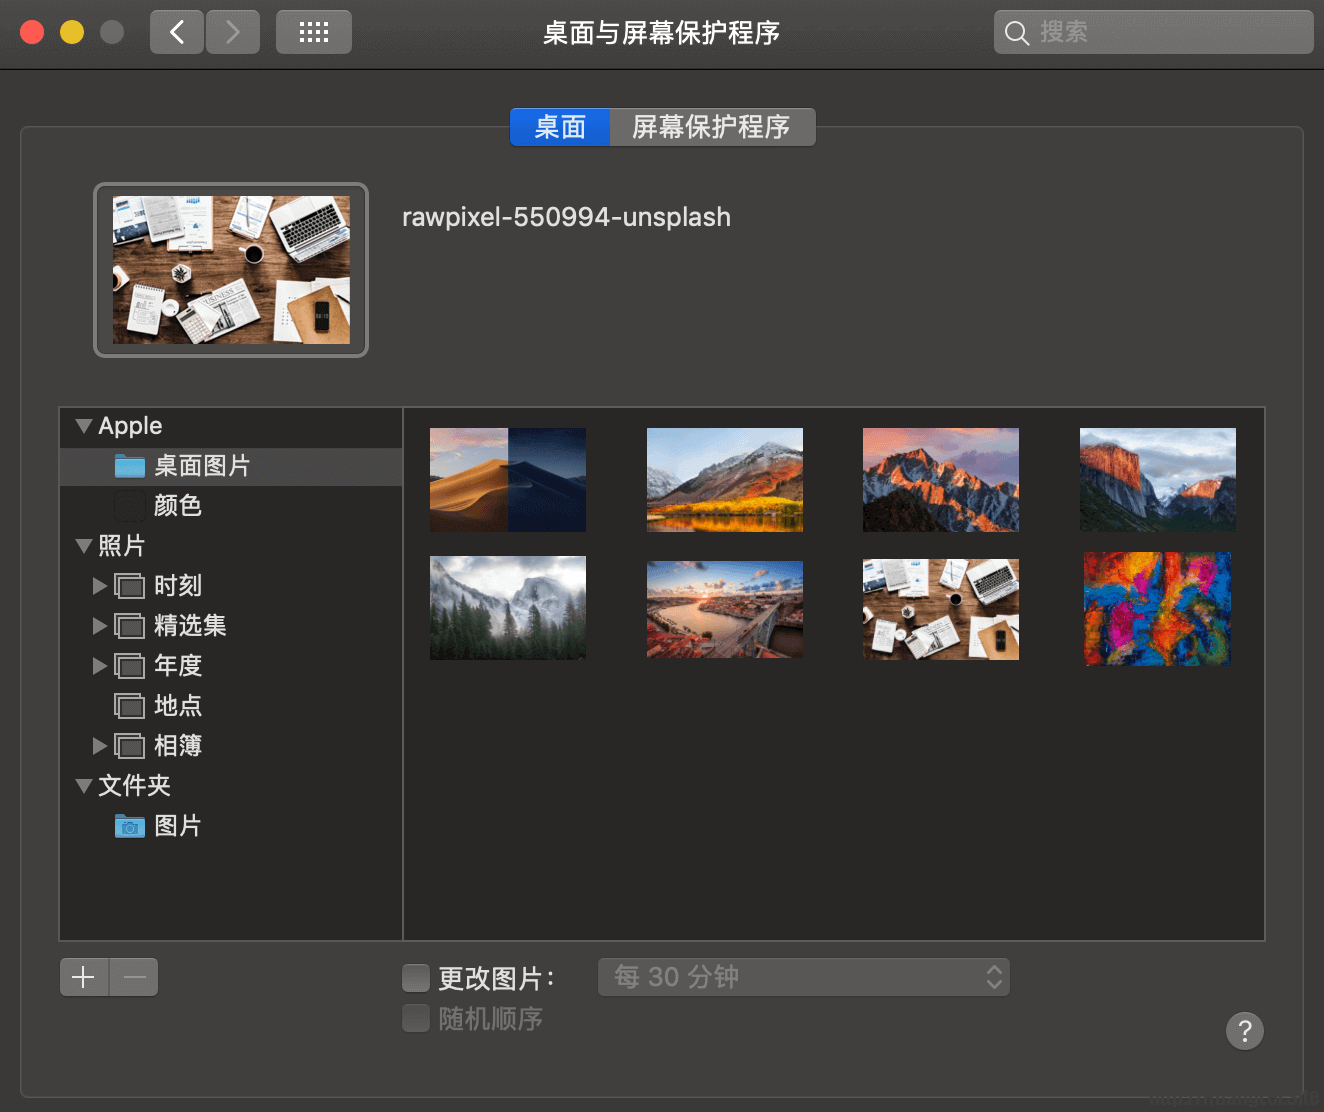 桌面与屏幕保护程序
搜索
桌面
屏幕保护程序
rawpixel-550994-unsplash
Apple
桌面图片
颜色
照片
时刻
精选集
年度
地点
相簿
文件夹
图片
更改图片：
每 30 分钟
随机顺序
?